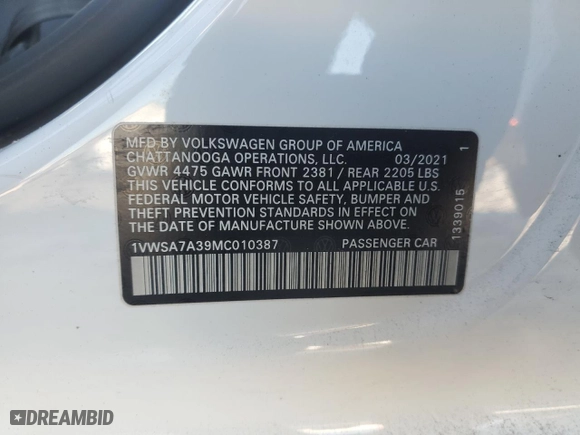 MFD BY VOLKSWAGEN GROUP OF AMERICA
CHATTANOOGA OPERATIONS, LLC. 03/2021
GVWR 4475 GAWR FRONT 2381 / REAR 2205 LBS
THIS VEHICLE CONFORMS TO ALL APPLICABLE U.S.
FEDERAL MOTOR VEHICLE SAFETY, BUMPER AND
THEFT PREVENTION STANDARDS IN EFFECT ON THE
DATE OF MANUFACTURE SHOWN ABOVE.
1VWSA7A39MC010387 PASSENGER CAR
1339015 1
DREAMBID